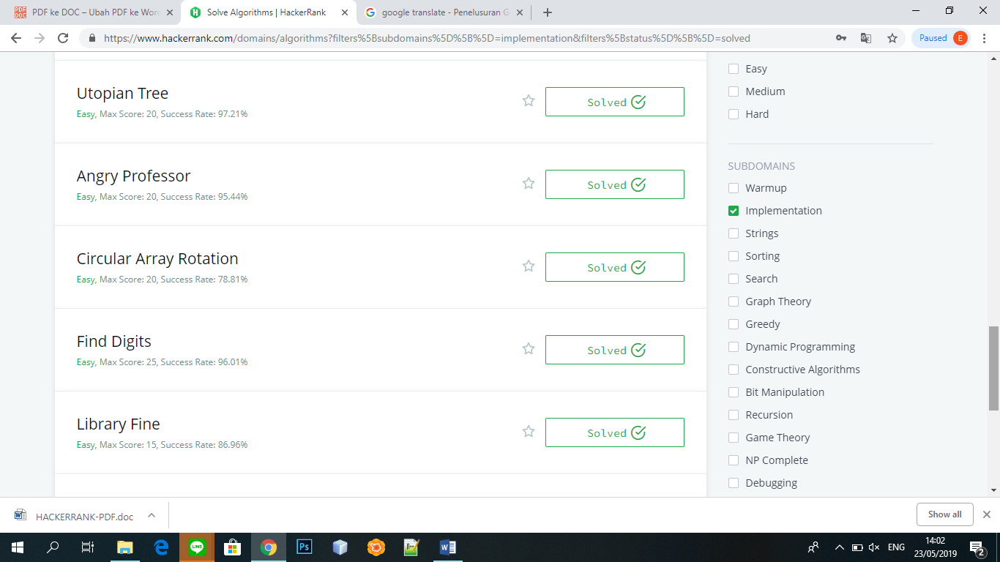 PDF ke DOC – Ubah PDF ke Word
Solve Algorithms | HackerRank
google translate - Penelusuran G
https://www.hackerrank.com/domains/algorithms?filters%5Bsubdomains%5D%5B%5D=implementation&filters%5Bstatus%5D%5B%5D=solved
Paused E
Utopian Tree
Easy, Max Score: 20, Success Rate: 97.21%
Solved
Angry Professor
Easy, Max Score: 20, Success Rate: 95.44%
Solved
Circular Array Rotation
Easy, Max Score: 20, Success Rate: 78.81%
Solved
Find Digits
Easy, Max Score: 25, Success Rate: 96.01%
Solved
Library Fine
Easy, Max Score: 15, Success Rate: 86.96%
Solved
Easy
Medium
Hard
SUBDOMAINS
Warmup
Implementation
Strings
Sorting
Search
Graph Theory
Greedy
Dynamic Programming
Constructive Algorithms
Bit Manipulation
Recursion
Game Theory
NP Complete
Debugging
HACKERRANK-PDF.doc
Show all
LINE
Ps
ENG
14:02
23/05/2019
2